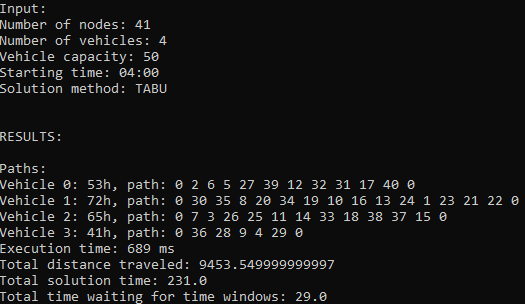 Input:
Number of nodes: 41
Number of vehicles: 4
Vehicle capacity: 50
Starting time: 04:00
Solution method: TABU
RESULTS:
Paths:
Vehicle 0: 53h, path: 0 2 6 5 27 39 12 32 31 17 40 0
Vehicle 1: 72h, path: 0 30 35 8 20 34 19 10 16 13 24 1 23 21 22 0
Vehicle 2: 65h, path: 0 7 3 26 25 11 14 33 18 38 37 15 0
Vehicle 3: 41h, path: 0 36 28 9 4 29 0
Execution time: 689 ms
Total distance traveled: 9453.549999999997
Total solution time: 231.0
Total time waiting for time windows: 29.0